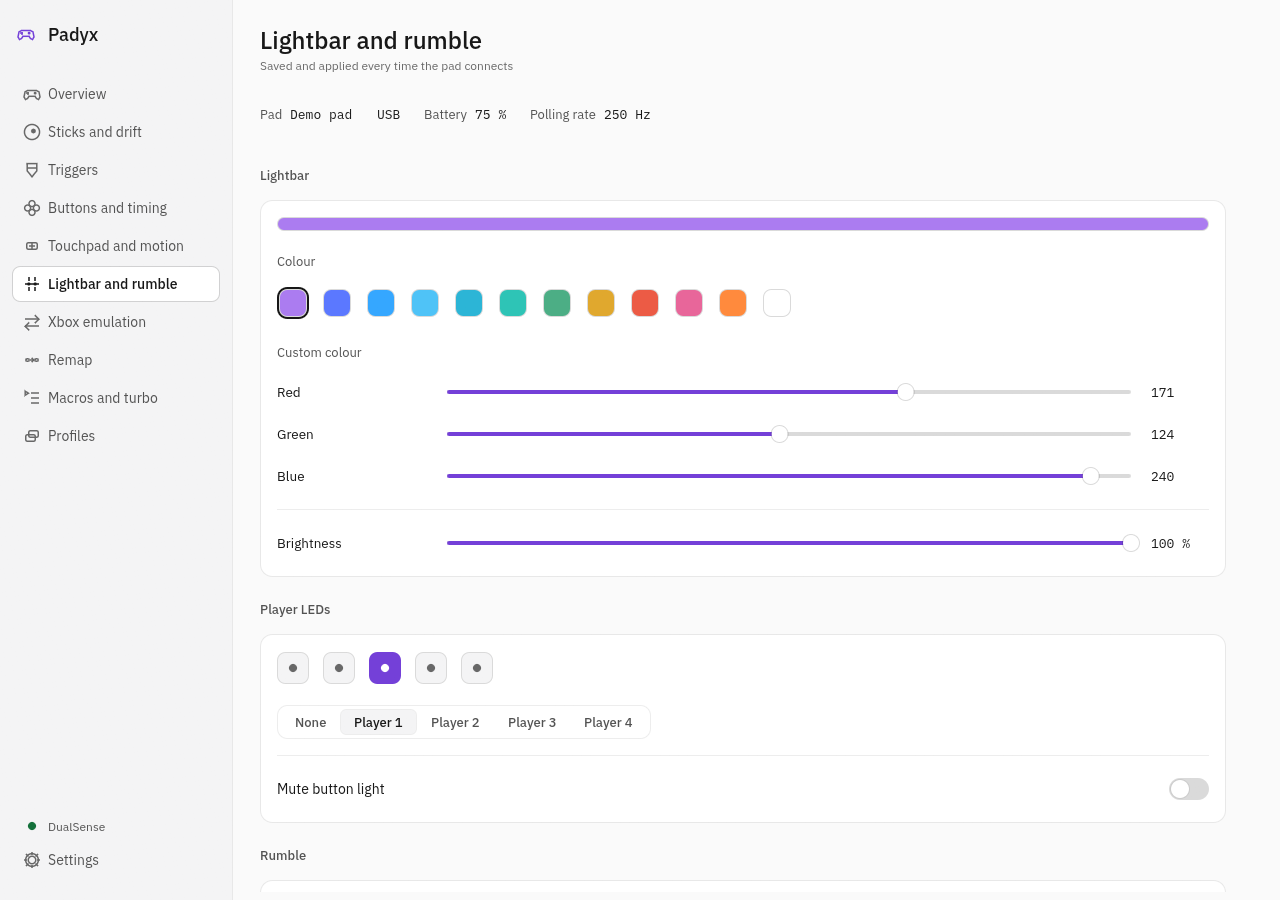 Padyx
Overview
Sticks and drift
Triggers
Buttons and timing
Touchpad and motion
Lightbar and rumble
Xbox emulation
Remap
Macros and turbo
Profiles
DualSense
Settings
Lightbar and rumble
Saved and applied every time the pad connects
Pad Demo pad USB Battery 75 % Polling rate 250 Hz
Lightbar
Colour
Custom colour
Red 171
Green 124
Blue 240
Brightness 100 %
Player LEDs
None Player 1 Player 2 Player 3 Player 4
Mute button light
Rumble